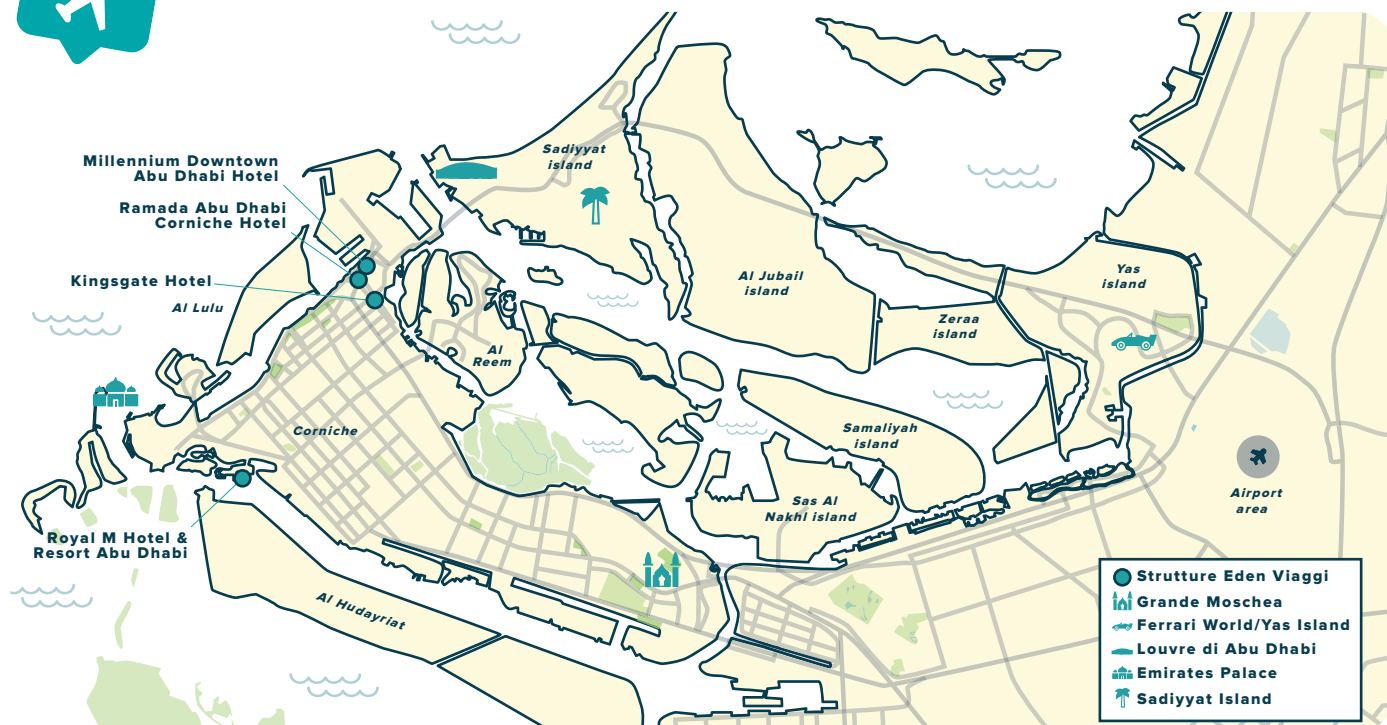 Sadiyyat
island
Millennium Downtown
Abu Dhabi Hotel
Ramada Abu Dhabi
Corniche Hotel
Kingsgate Hotel
Al Lulu
Al Jubail
island
Yas
island
Zeraa
island
Al
Reem
Corniche
Samaliyah
island
Sas Al
Nakhl island
Airport
area
Royal M Hotel &
Resort Abu Dhabi
Al Hudayriat
Strutture Eden Viaggi
Grande Moschea
Ferrari World/Yas Island
Louvre di Abu Dhabi
Emirates Palace
Sadiyyat Island